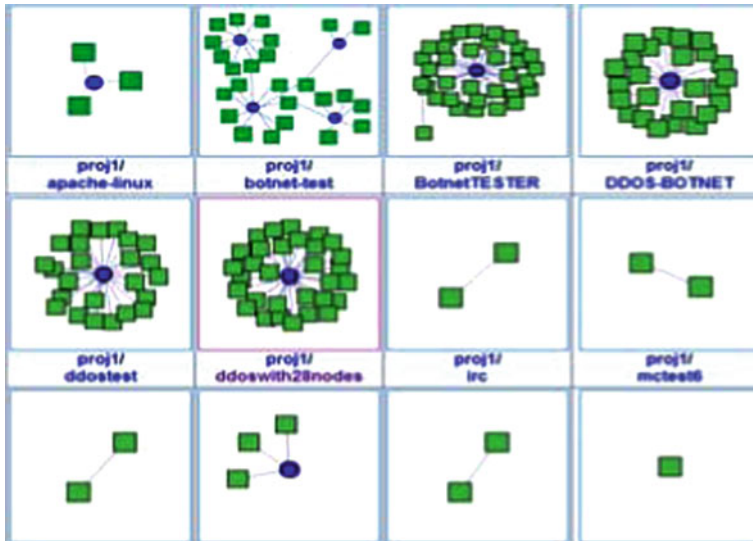 proj1/
apache-linux
proj1/
botnet-test
proj1/
BotnetTESTER
proj1/
DDOS-BOTNET
proj1/
ddostest
proj1/
ddoswith28nodes
proj1/
irc
proj1/
mctest6